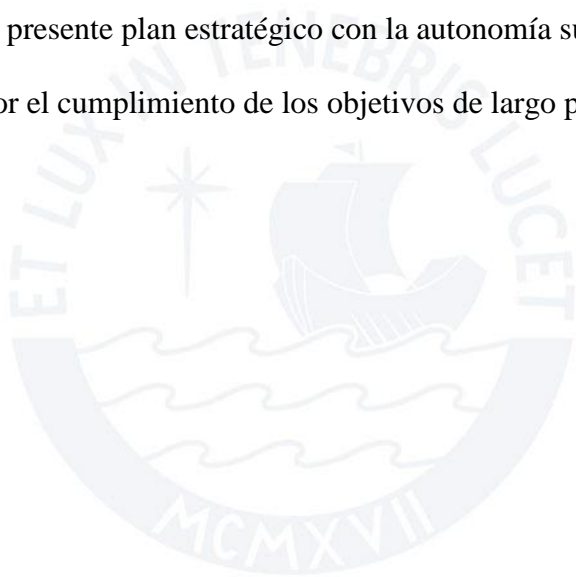 presente plan estratégico con la autonomía
or el cumplimiento de los objetivos de largo
ET LUX IN TENEBRIS LUCET
MCMXVII